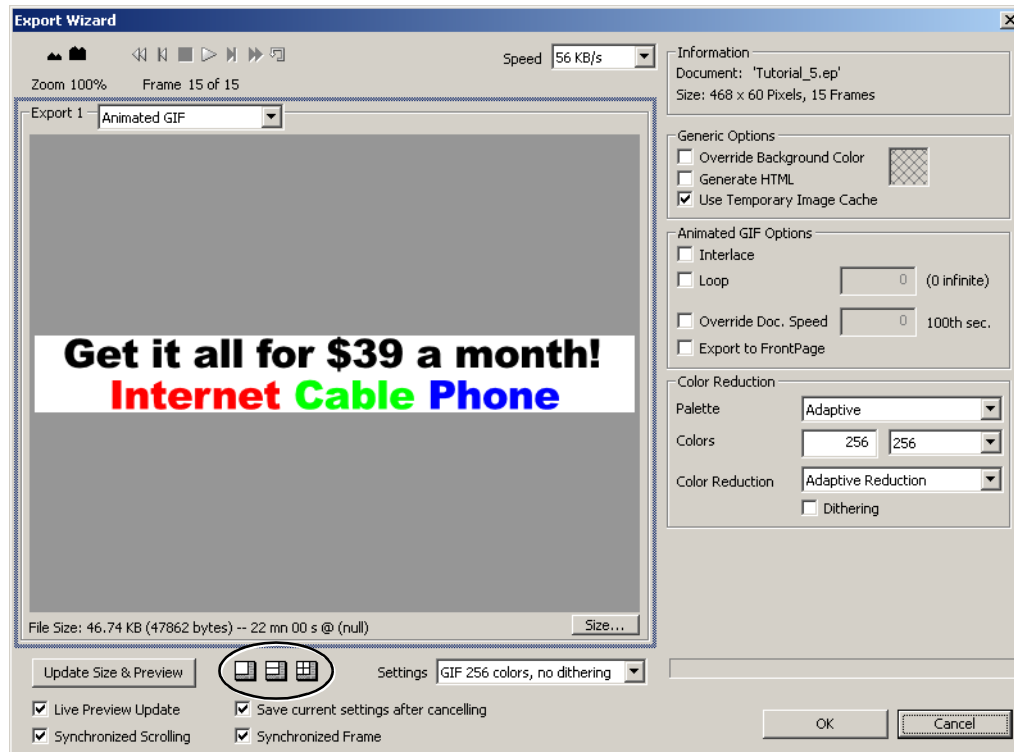 Export Wizard
Speed 56 KB/s
Zoom 100% Frame 15 of 15
Export 1 Animated GIF
Get it all for $39 a month!
Internet Cable Phone
File Size: 46.74 KB (47862 bytes) -- 22 mn 00 s @ (null) Size...
Update Size & Preview Settings GIF 256 colors, no dithering
Live Preview Update Save current settings after cancelling
Synchronized Scrolling Synchronized Frame
Information
Document: 'Tutorial_5.ep'
Size: 468 x 60 Pixels, 15 Frames
Generic Options
Override Background Color
Generate HTML
Use Temporary Image Cache
Animated GIF Options
Interlace
Loop 0 (0 infinite)
Override Doc. Speed 0 100th sec.
Export to FrontPage
Color Reduction
Palette Adaptive
Colors 256 256
Color Reduction Adaptive Reduction
Dithering
OK Cancel